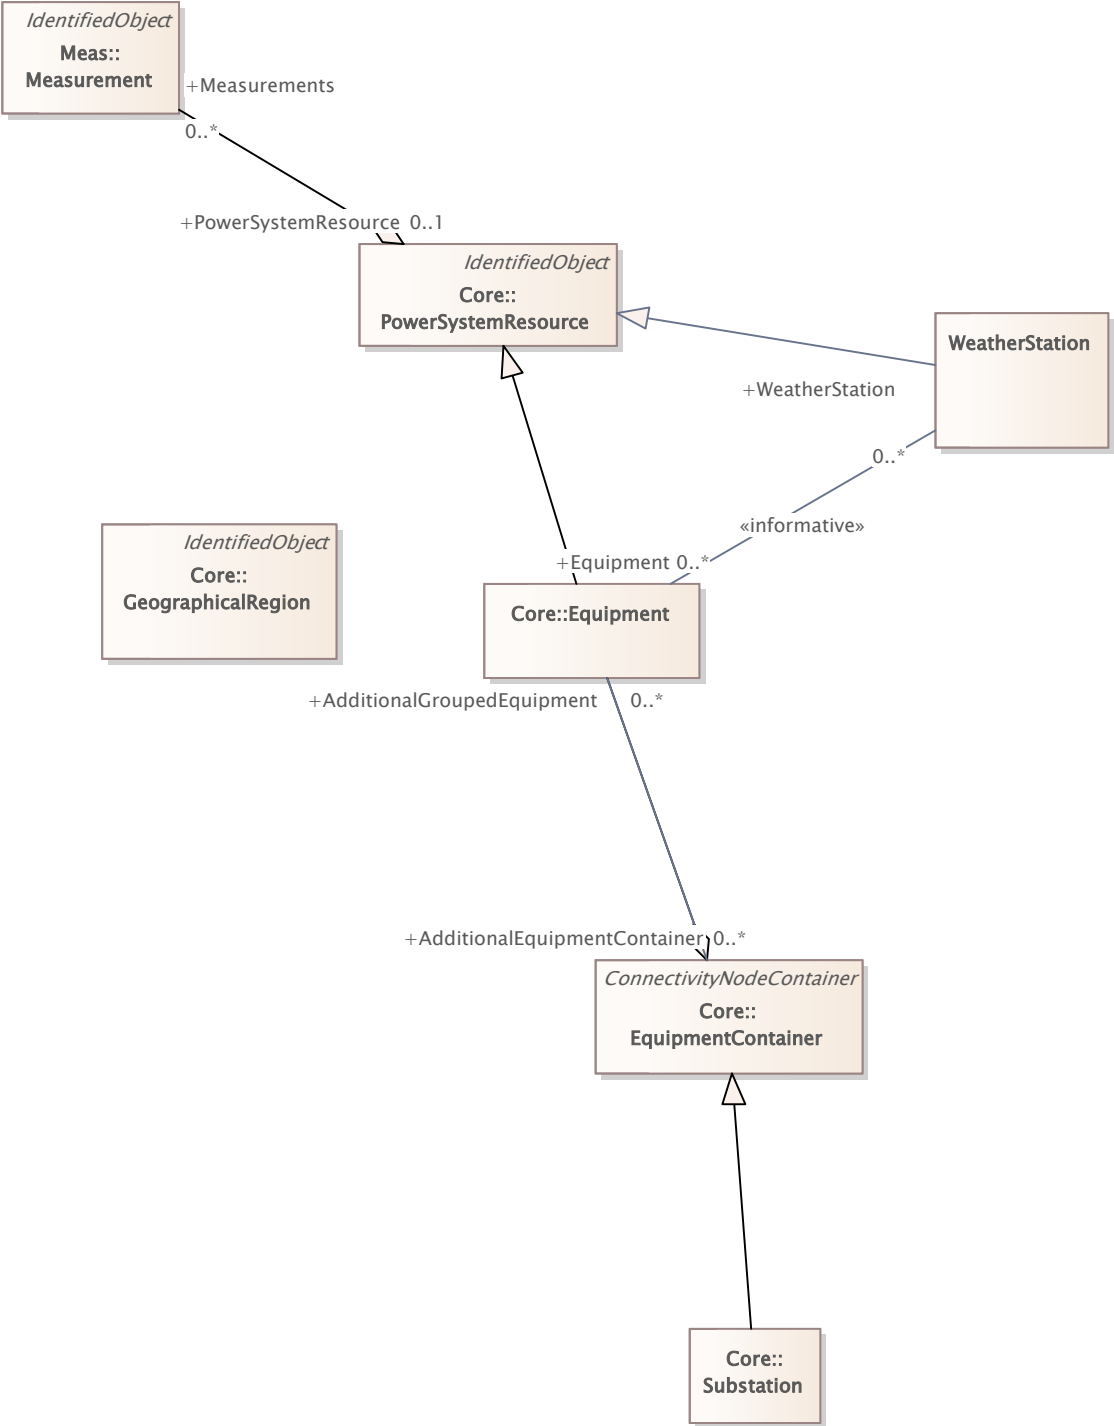 IdentifiedObject
Meas::
Measurement
+Measurements
0..*
+PowerSystemResource 0..1
IdentifiedObject
Core::
PowerSystemResource
WeatherStation
+WeatherStation
0..*
«informative»
IdentifiedObject
Core::
GeographicalRegion
+Equipment 0..*
Core::Equipment
+AdditionalGroupedEquipment 0..*
+AdditionalEquipmentContainer 0..*
ConnectivityNodeContainer
Core::
EquipmentContainer
Core::
Substation